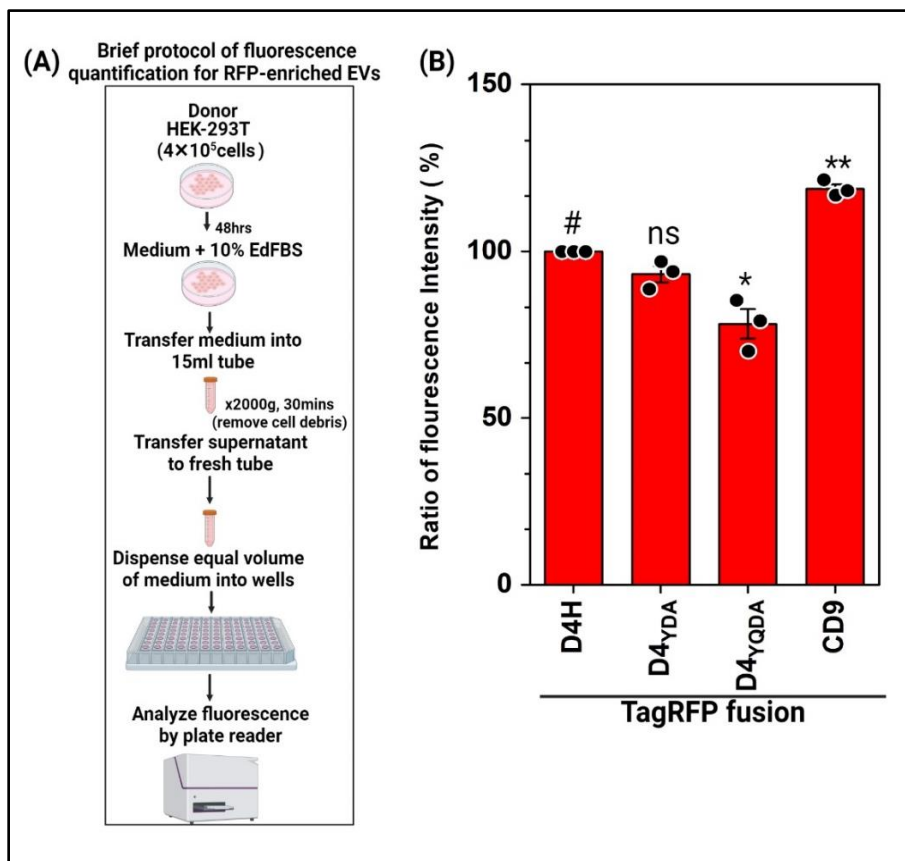 (A)
Brief protocol of fluorescence
quantification for RFP-enriched EVs
Donor
HEK-293T
(4×10⁵cells)
48hrs
Medium + 10% EdFBS
Transfer medium into
15ml tube
x2000g, 30mins
(remove cell debris)
Transfer supernatant
to fresh tube
Dispense equal volume
of medium into wells
Analyze fluorescence
by plate reader
(B)
Ratio of flourescence Intensity ( %)
150
100
50
0
#
ns
*
**
D4H
D4YDA
D4YQDA
CD9
TagRFP fusion